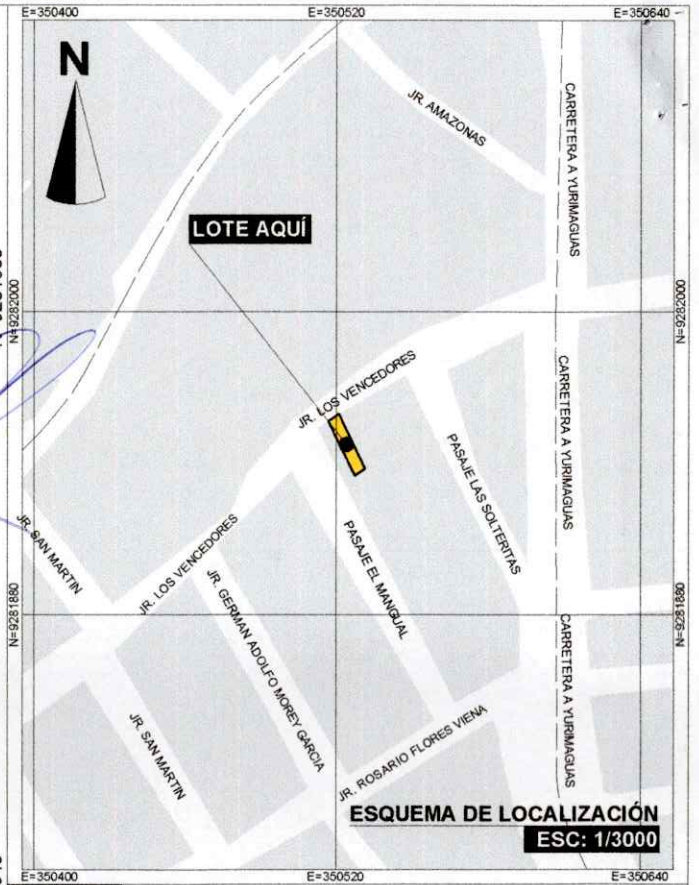 E=350400
E=350520
E=350640
N
JR. AMAZONAS
CARRETERA A YURIMAGUAS
LOTE AQUÍ
N=9282000
N=9282000
JR. LOS VENCEDORES
CARRETERA A YURIMAGUAS
PASAJE LAS SOLTERITAS
JR. SAN MARTIN
JR. LOS VENCEDORES
PASAJE EL MANGUAL
JR. GERMAN ADOLFO MOREY GARCIA
N=9281880
N=9281880
CARRETERA A YURIMAGUAS
JR. SAN MARTIN
JR. ROSARIO FLORES VIENA
ESQUEMA DE LOCALIZACIÓN
ESC: 1/3000
E=350400
E=350520
E=350640